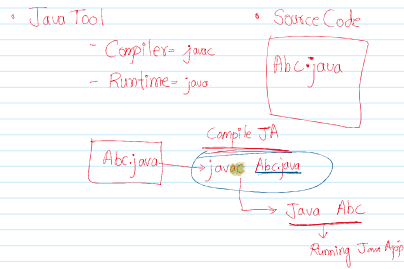 • Java Tool
- Compiler = javac
- Runtime = java
• Source Code
Abc.java
Compile JA
Abc.java
javac Abc.java
Java Abc
Running Java App